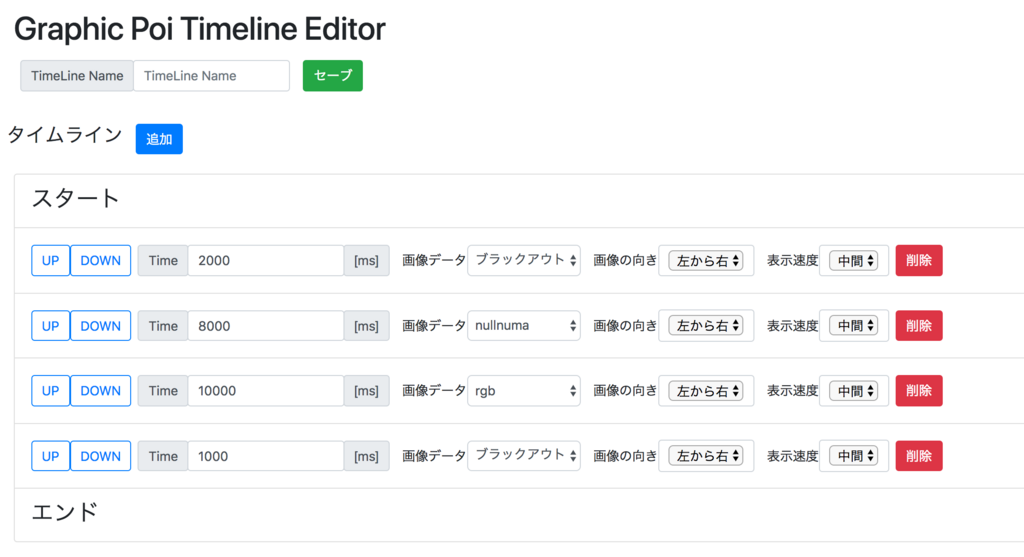 Graphic Poi Timeline Editor
TimeLine Name TimeLine Name セーブ
タイムライン 追加
スタート
UP DOWN Time 2000 [ms] 画像データ ブラックアウト 画像の向き 左から右 表示速度 中間 削除
UP DOWN Time 8000 [ms] 画像データ nullnuma 画像の向き 左から右 表示速度 中間 削除
UP DOWN Time 10000 [ms] 画像データ rgb 画像の向き 左から右 表示速度 中間 削除
UP DOWN Time 1000 [ms] 画像データ ブラックアウト 画像の向き 左から右 表示速度 中間 削除
エンド